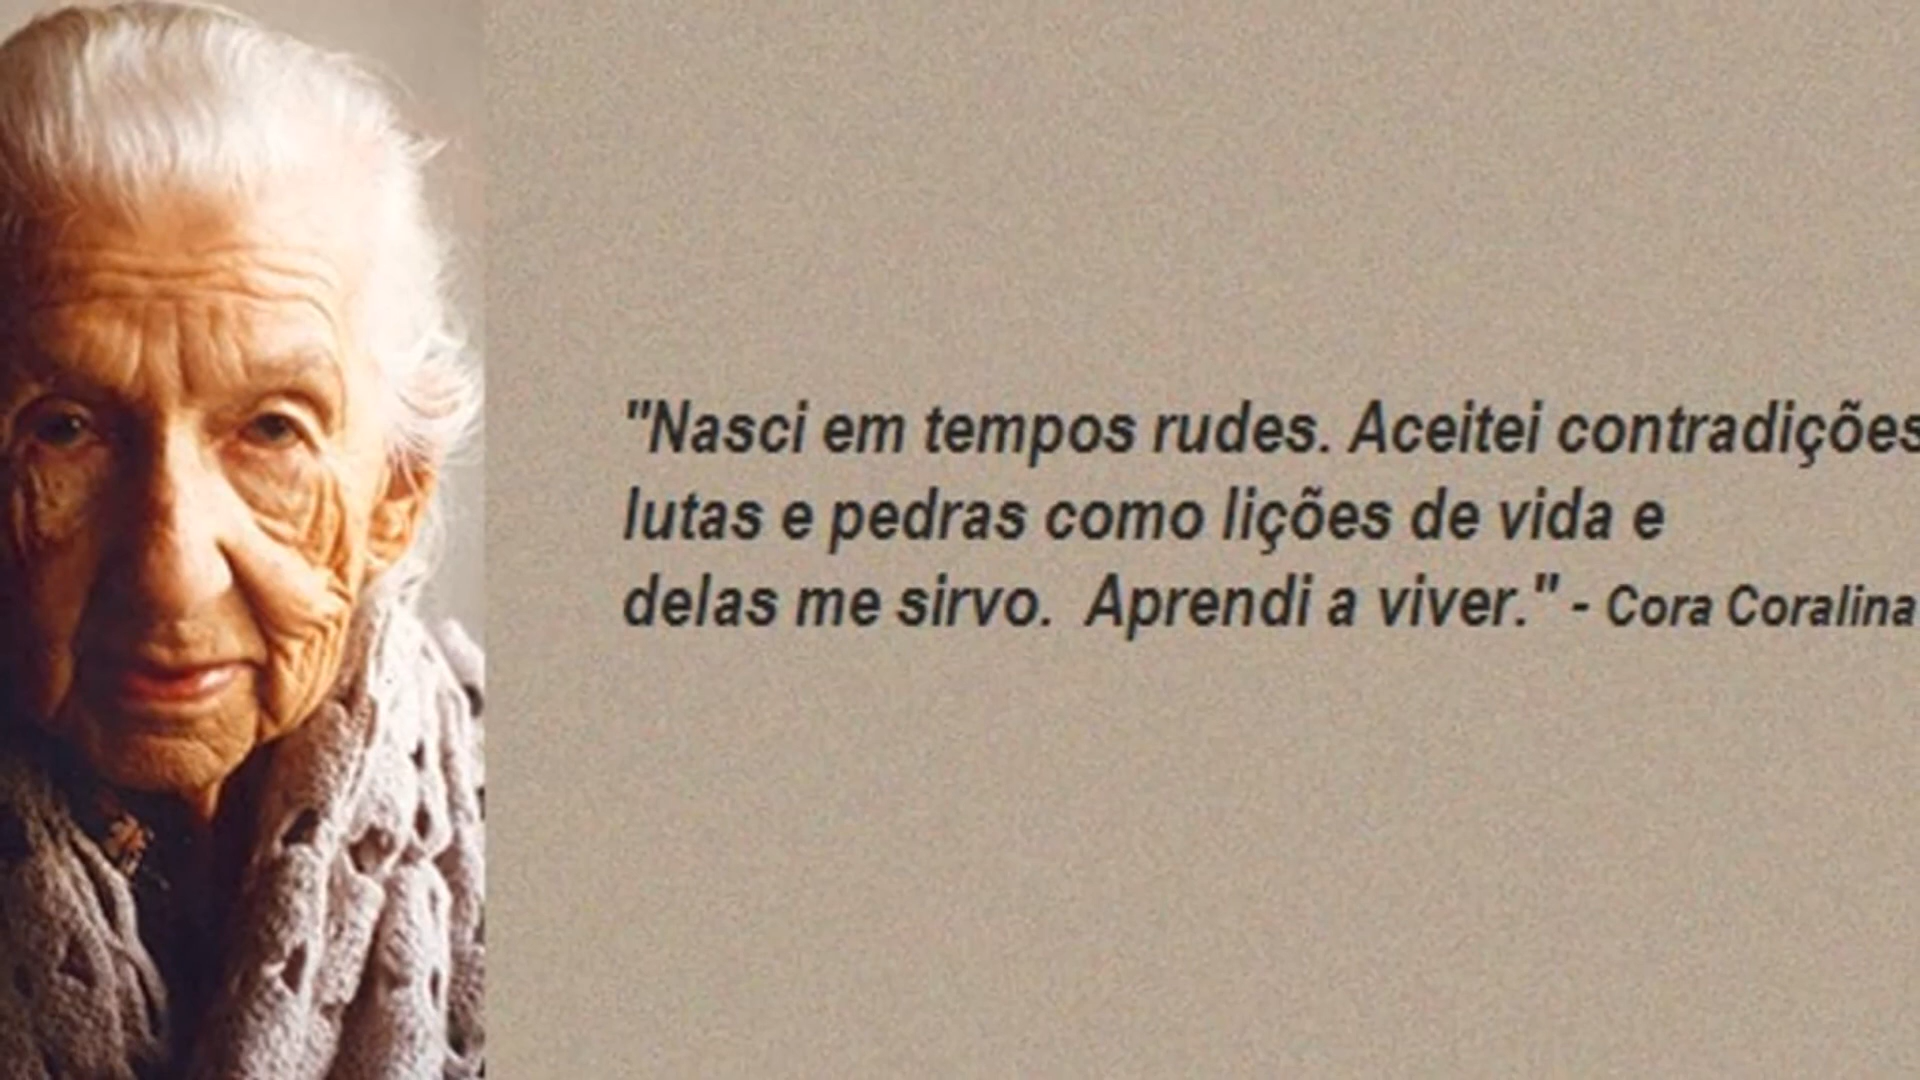 "Nasci em tempos rudes. Aceitei contradições
lutas e pedras como lições de vida e
delas me sirvo.  Aprendi a viver." - Cora Coralina